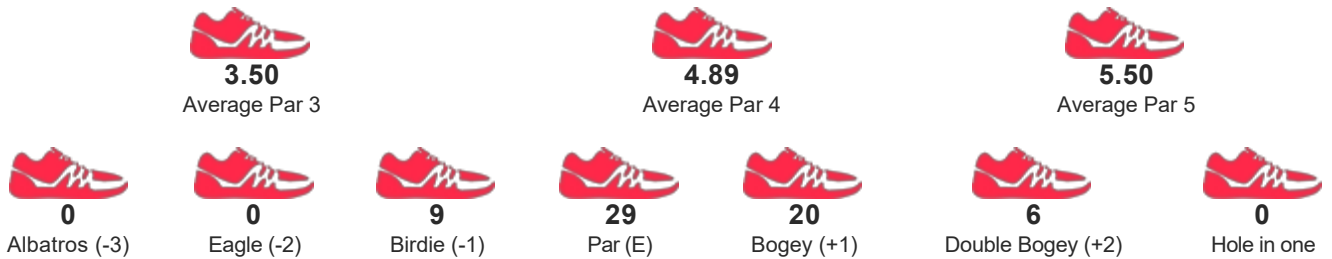 3.50 4.89 5.50
Average Par 3 Average Par 4 Average Par 5
0 0 9 29 20 6 0
Albatros (-3) Eagle (-2) Birdie (-1) Par (E) Bogey (+1) Double Bogey (+2) Hole in one